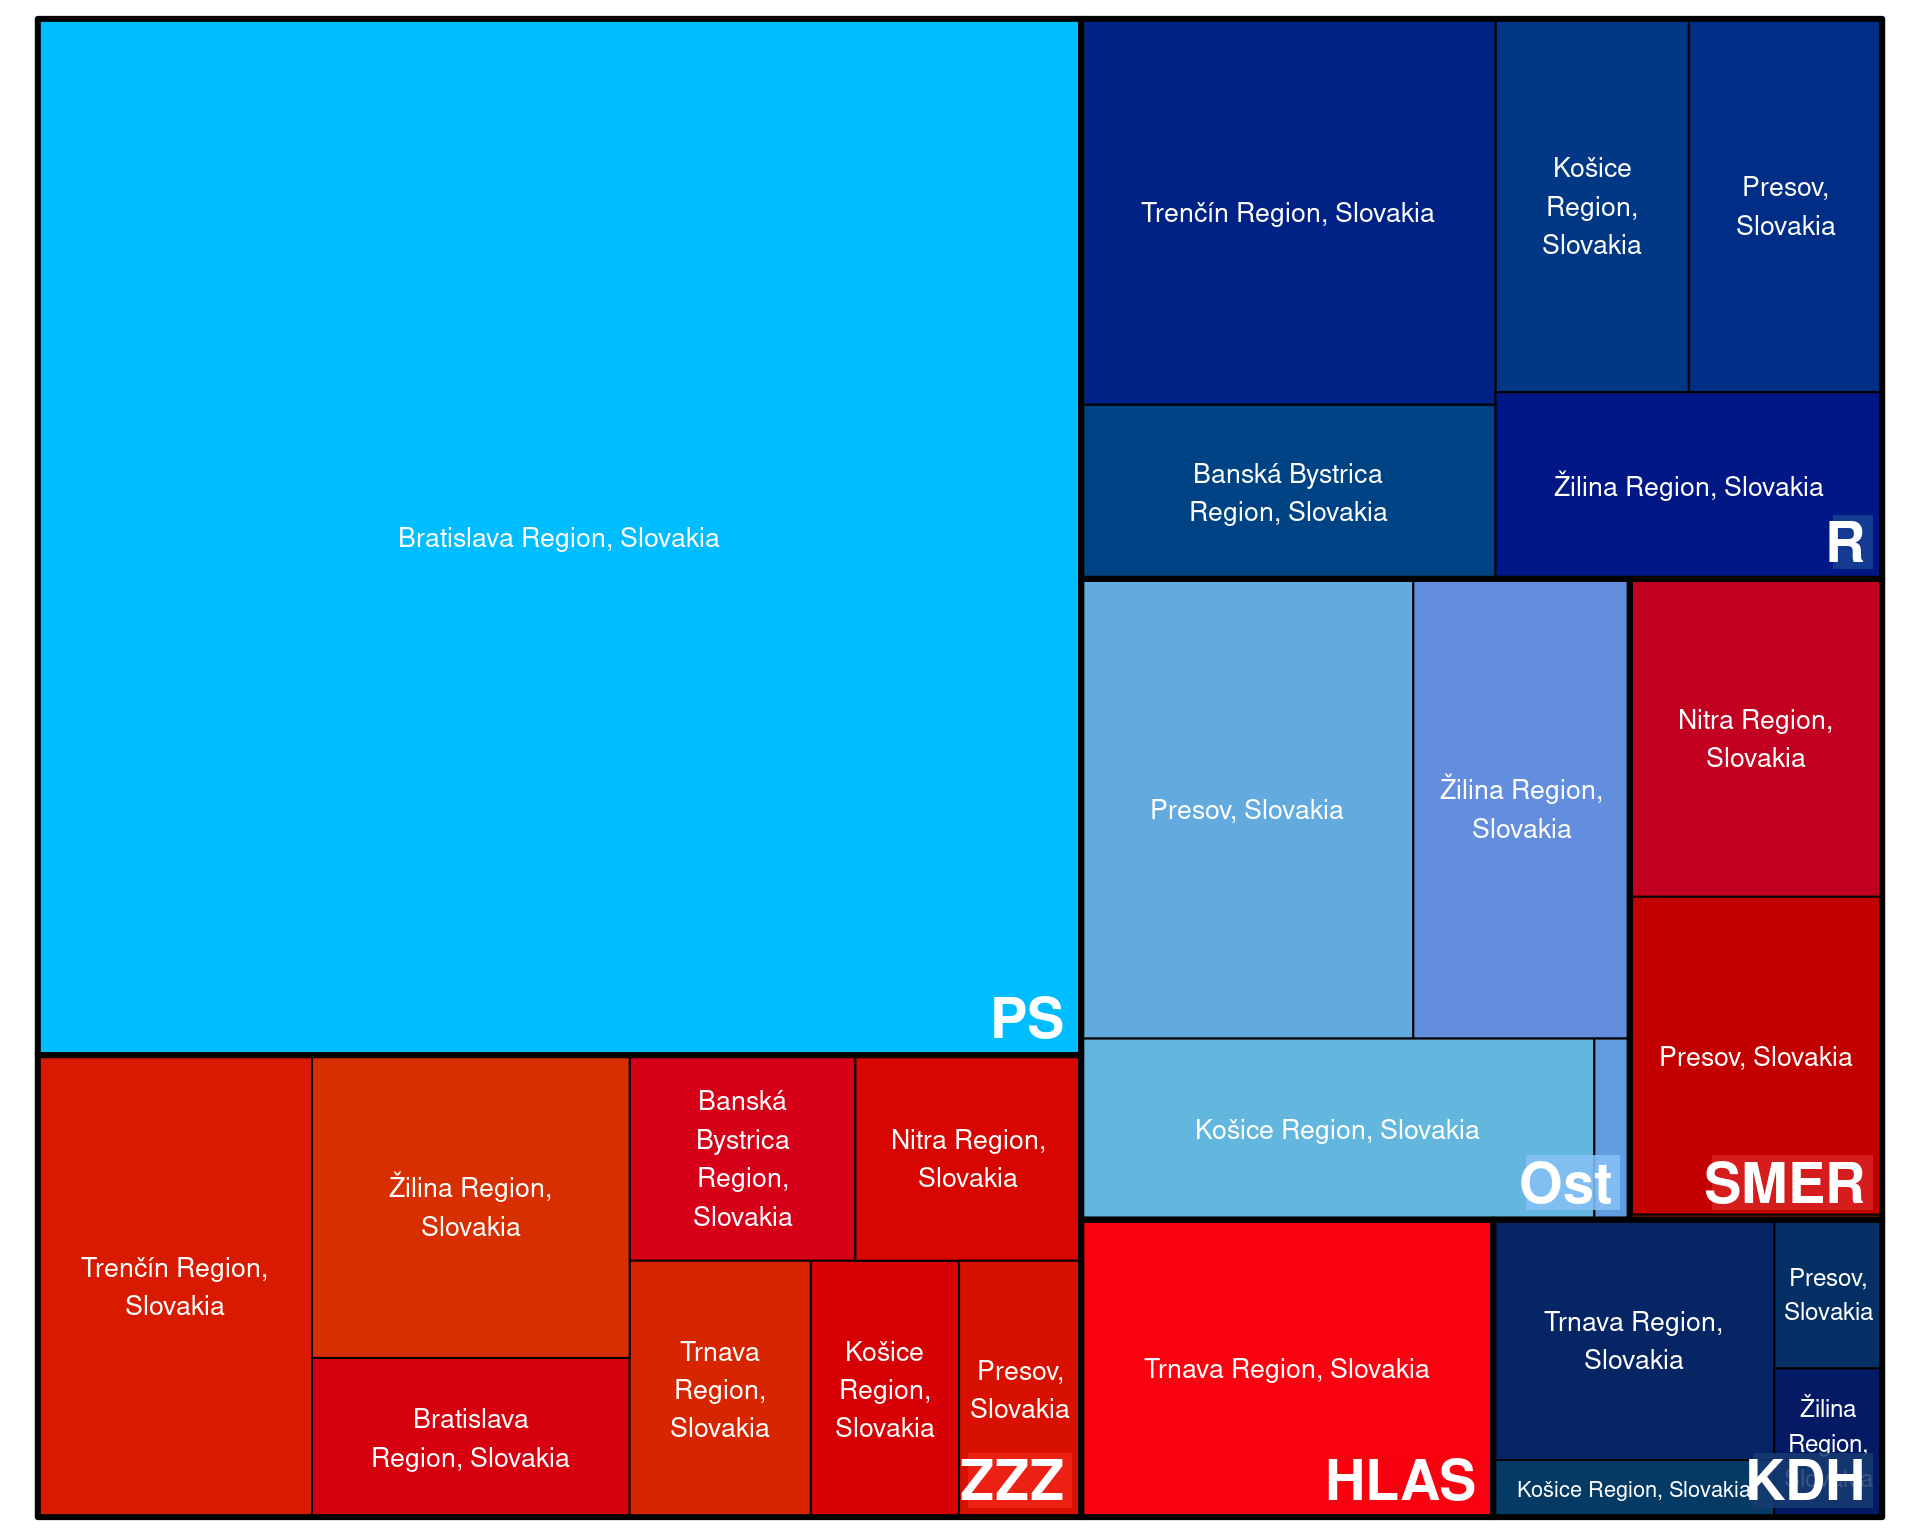 Bratislava Region, Slovakia
PS
Trenčín Region, Slovakia
Košice
Region,
Slovakia
Presov,
Slovakia
Banská Bystrica
Region, Slovakia
Žilina Region, Slovakia
R
Presov, Slovakia
Žilina Region,
Slovakia
Košice Region, Slovakia
Ost
Nitra Region,
Slovakia
Presov, Slovakia
SMER
Trenčín Region,
Slovakia
Žilina Region,
Slovakia
Bratislava
Region, Slovakia
Banská
Bystrica
Region,
Slovakia
Nitra Region,
Slovakia
Trnava
Region,
Slovakia
Košice
Region,
Slovakia
Presov,
Slovakia
ZZZ
Trnava Region, Slovakia
HLAS
Trnava Region,
Slovakia
Presov,
Slovakia
Žilina
Region,
Slovakia
Košice Region, Slovakia
KDH